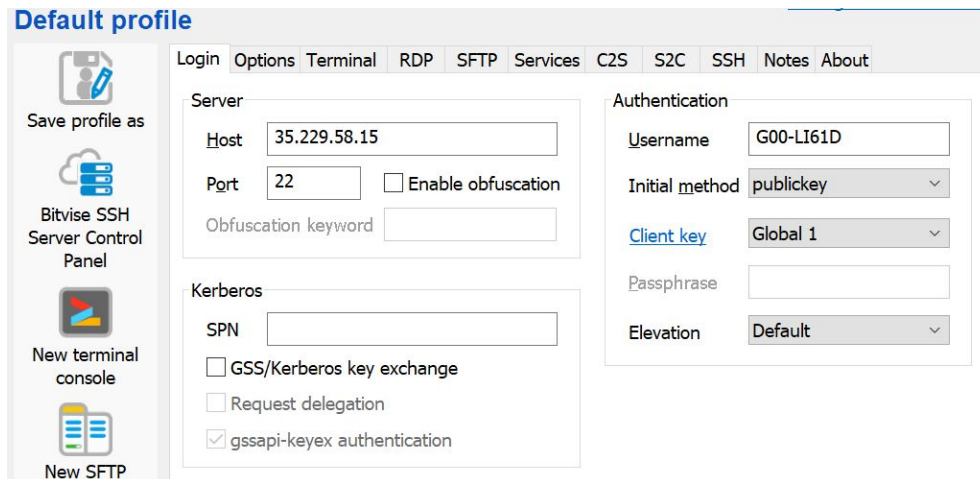 Default profile
Save profile as
Bitvise SSH
Server Control
Panel
New terminal
console
New SFTP
Login Options Terminal RDP SFTP Services C2S S2C SSH Notes About
Server
Host 35.229.58.15
Port 22 Enable obfuscation
Obfuscation keyword
Kerberos
SPN
GSS/Kerberos key exchange
Request delegation
gssapi-keyex authentication
Authentication
Username G00-LI61D
Initial method publickey
Client key Global 1
Passphrase
Elevation Default